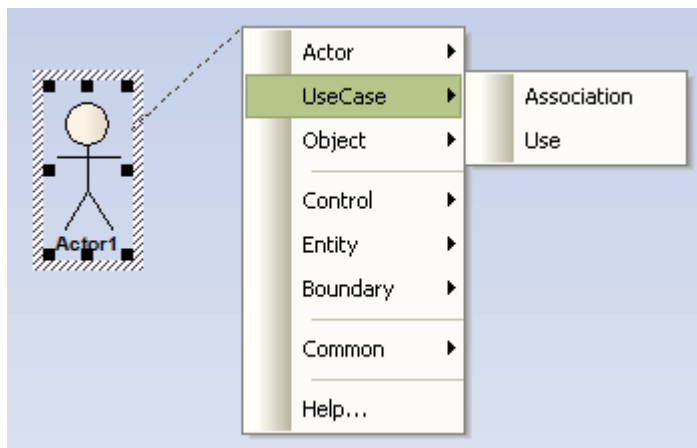 Actor1
Actor
UseCase
Object
Control
Entity
Boundary
Common
Help...
Association
Use